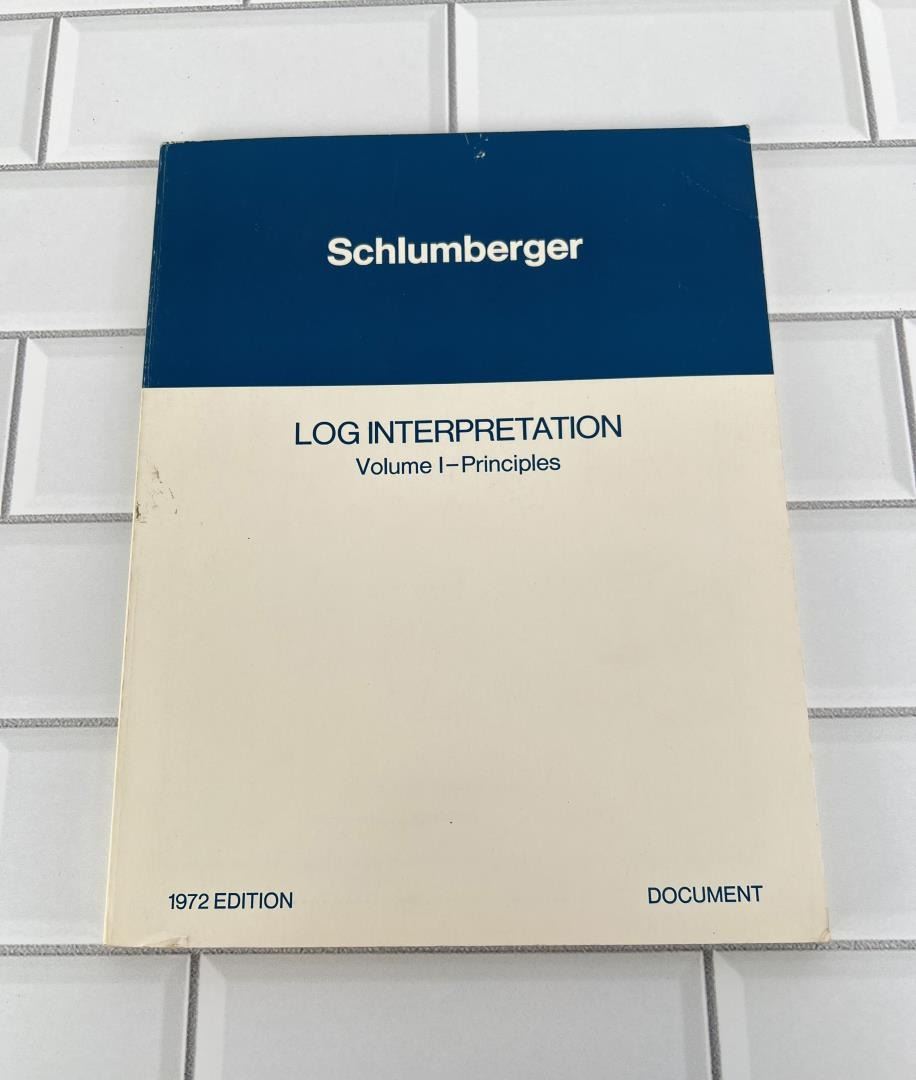 Schlumberger
LOG INTERPRETATION
Volume I–Principles
1972 EDITION
DOCUMENT